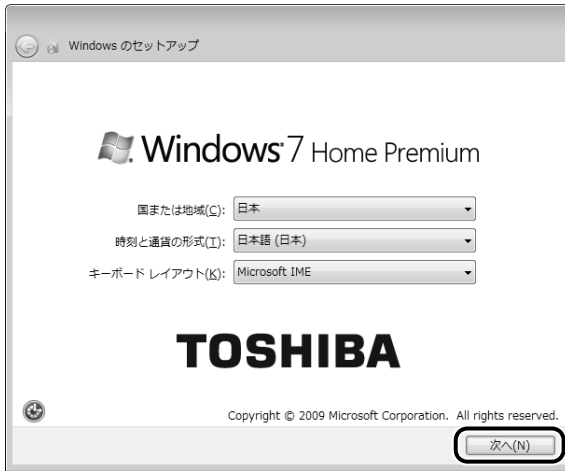 Windows のセットアップ
Windows 7 Home Premium
国または地域(C): 日本
時刻と通貨の形式(T): 日本語 (日本)
キーボード レイアウト(K): Microsoft IME
TOSHIBA
Copyright © 2009 Microsoft Corporation. All rights reserved.
次へ(N)